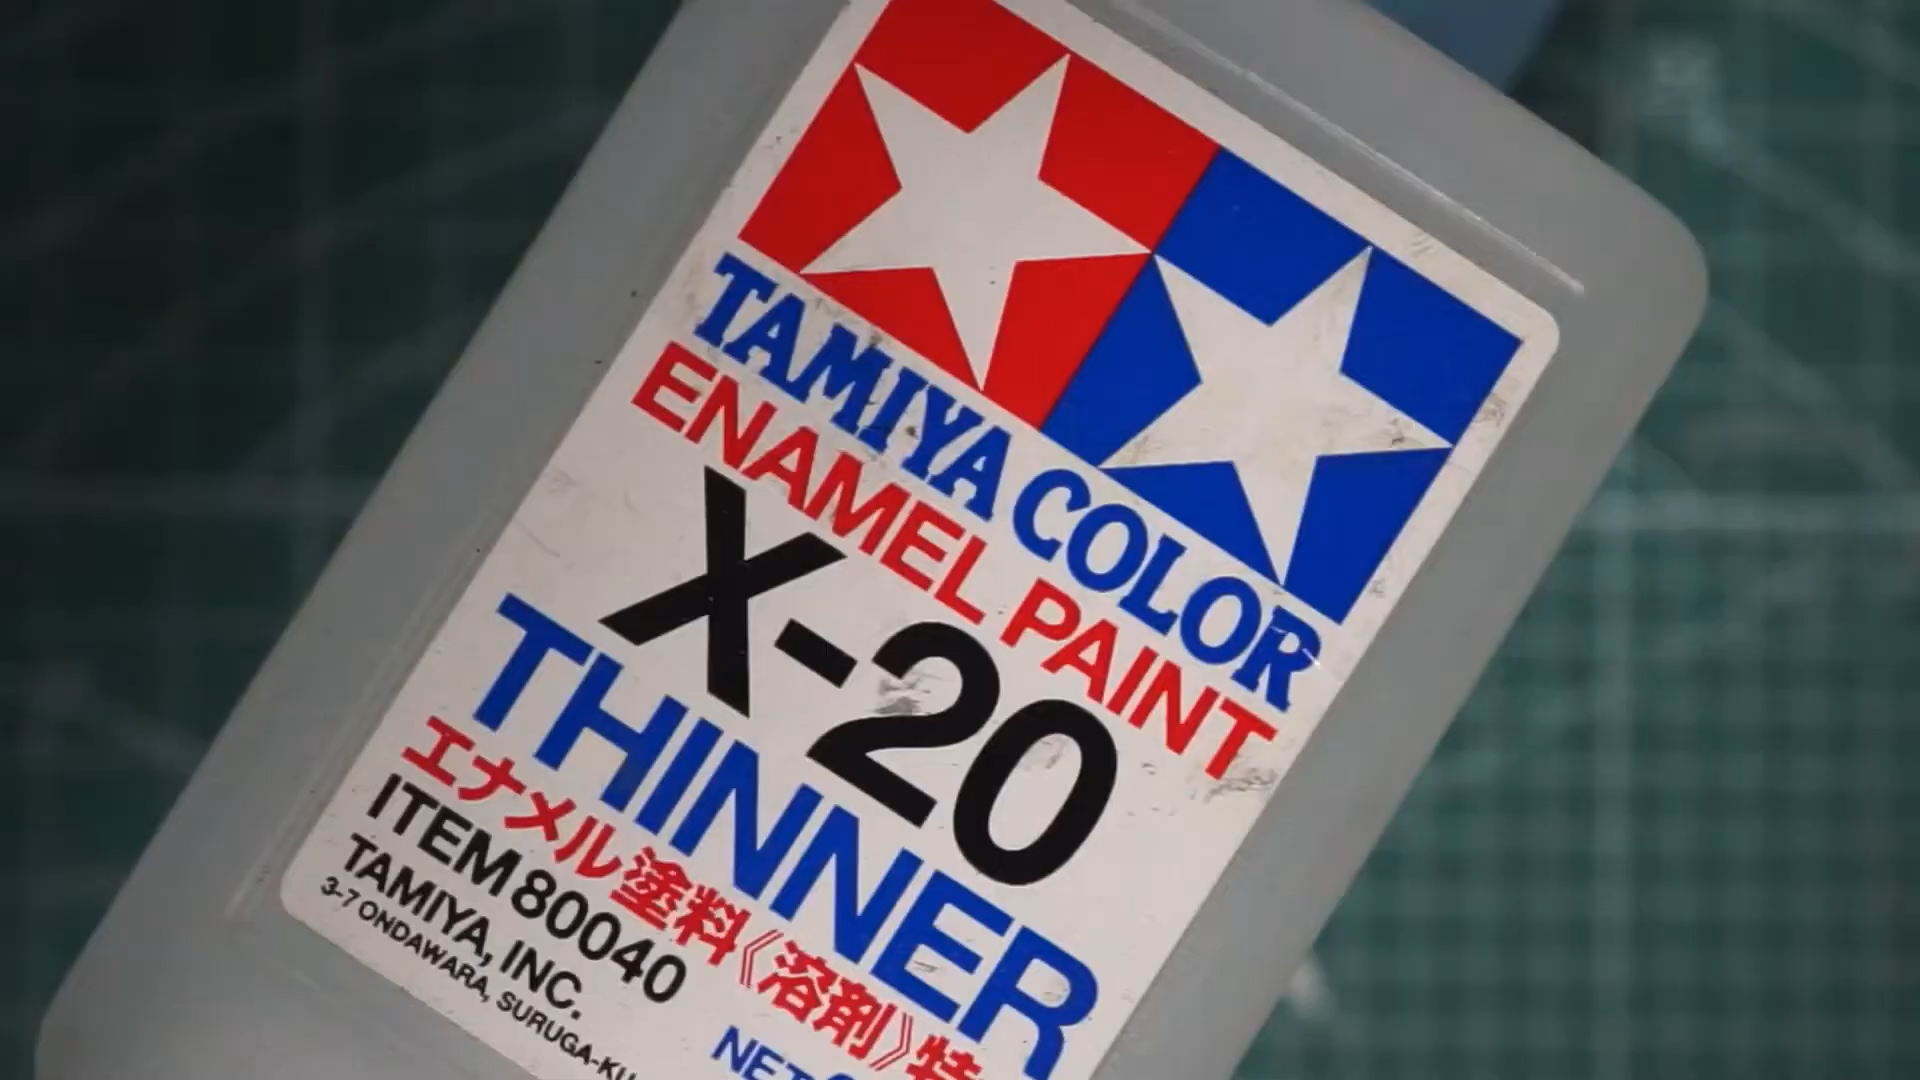 TAMIYA COLOR
ENAMEL PAINT
X-20
THINNER
エナメル塗料《溶剤》特
ITEM 80040
TAMIYA, INC.
3-7 ONDAWARA, SURUGA-KU
NET